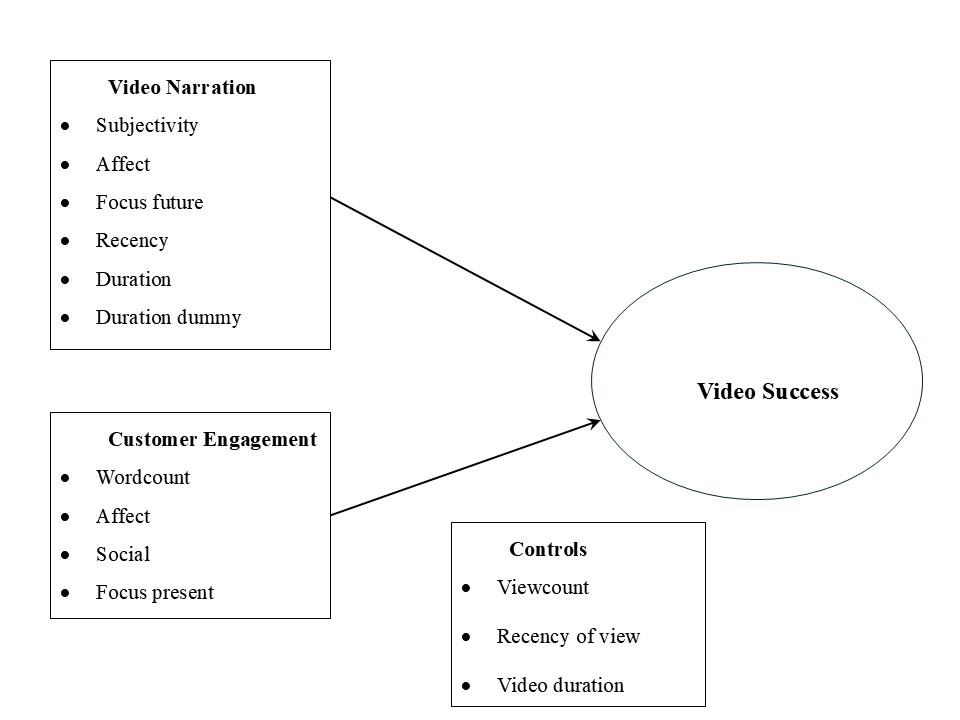 Video Narration
• Subjectivity
• Affect
• Focus future
• Recency
• Duration
• Duration dummy
Video Success
Customer Engagement
• Wordcount
• Affect
• Social
• Focus present
Controls
• Viewcount
• Recency of view
• Video duration